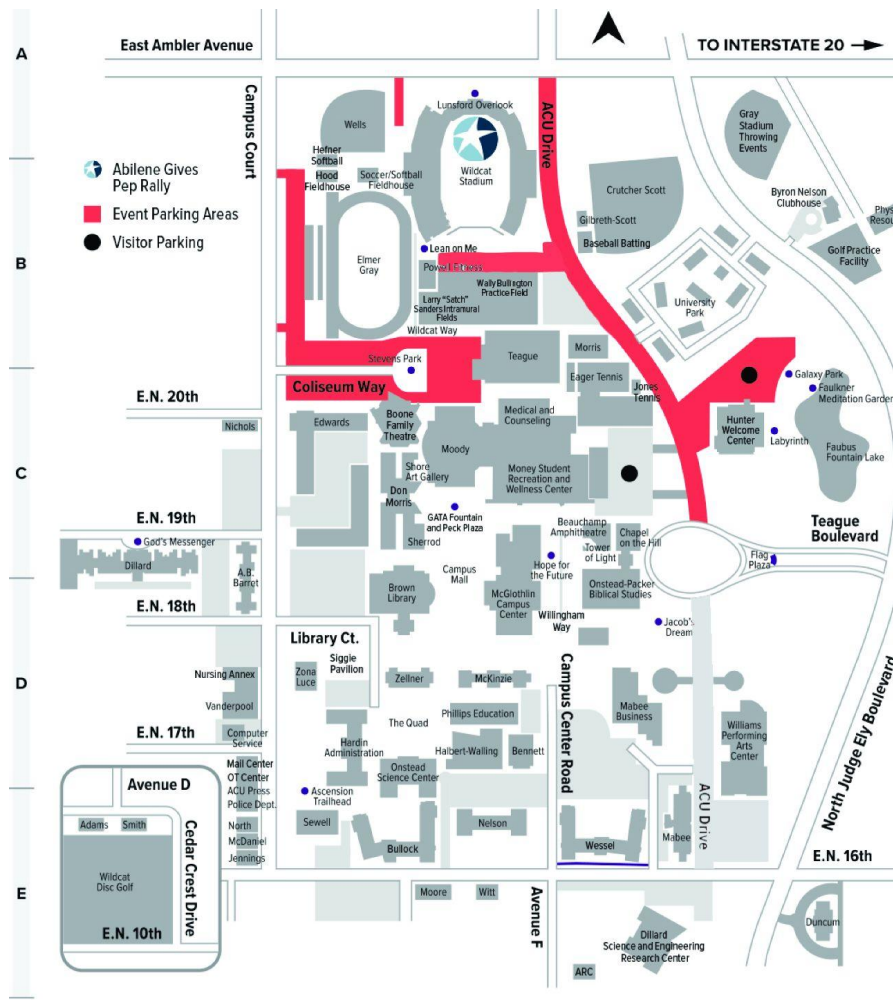 A
East Ambler Avenue
TO INTERSTATE 20
Campus Court
Lunsford Overlook
ACU Drive
Wells
Gray
Stadium
Throwing
Events
Abilene Gives
Pep Rally
Event Parking Areas
Visitor Parking
Hefner
Softball
Hood
Fieldhouse
Soccer/Softball
Fieldhouse
Wildcat
Stadium
Crutcher Scott
Byron Nelson
Clubhouse
Gilbreth-Scott
Baseball Batting
Golf Practice
Facility
B
Elmer
Gray
Lean on Me
Wally Bullington
Practice Field
Larry "Satch"
Sanders Intramural
Fields
University
Park
Wildcat Way
Stevens Park
Teague
Morris
Coliseum Way
Eager Tennis
Jones
Tennis
Galaxy Park
Faulkner
E.N. 20th
Nichols
Edwards
Boone
Family
Theatre
Medical and
Counseling
Hunter
Welcome
Center
Labyrinth
Faubus
Fountain Lake
C
Moody
Shore
Art Gallery
Money Student
Recreation and
Wellness Center
Don
Morris
GATA Fountain
and Peck Plaza
E.N. 19th
Sherrod
Beauchamp
Amphitheatre
Tower
of Light
Chapel
on the Hill
Teague
Boulevard
God's Messenger
Dillard
A.B.
Barret
Campus
Mall
Hope for
the Future
Flag
Plaza
Brown
Library
McGlothlin
Campus
Center
Onstead-Packer
Biblical Studies
E.N. 18th
Willingham
Way
Jacob's
Dream
Library Ct.
Siggie
Pavilion
D
Nursing Annex
Vanderpool
Zona
Luce
Zellner
McKinzie
Campus Center Road
Mabee
Business
Williams
Performing
Arts
Center
North Judge Ely Boulevard
E.N. 17th
Computer
Service
The Quad
Phillips Education
Hardin
Administration
Halbert-Walling
Bennett
Onstead
Science Center
Mail Center
OT Center
ACU Press
Police Dept.
Ascension
Trailhead
ACU Drive
Avenue D
Adams
Smith
Cedar Crest Drive
North
McDaniel
Jennings
Sewell
Bullock
Nelson
Wessel
Mabee
E.N. 16th
E
Wildcat
Disc Golf
E.N. 10th
Moore
Witt
Avenue F
Dillard
Science and Engineering
Research Center
Duncum
ARC